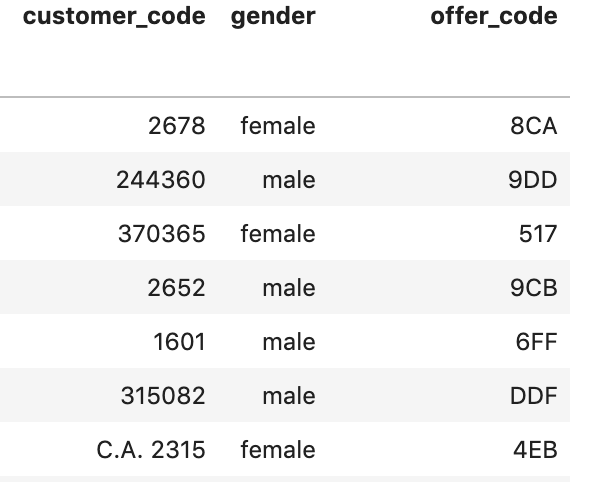 customer_code gender offer_code
2678 female 8CA
244360 male 9DD
370365 female 517
2652 male 9CB
1601 male 6FF
315082 male DDF
C.A. 2315 female 4EB